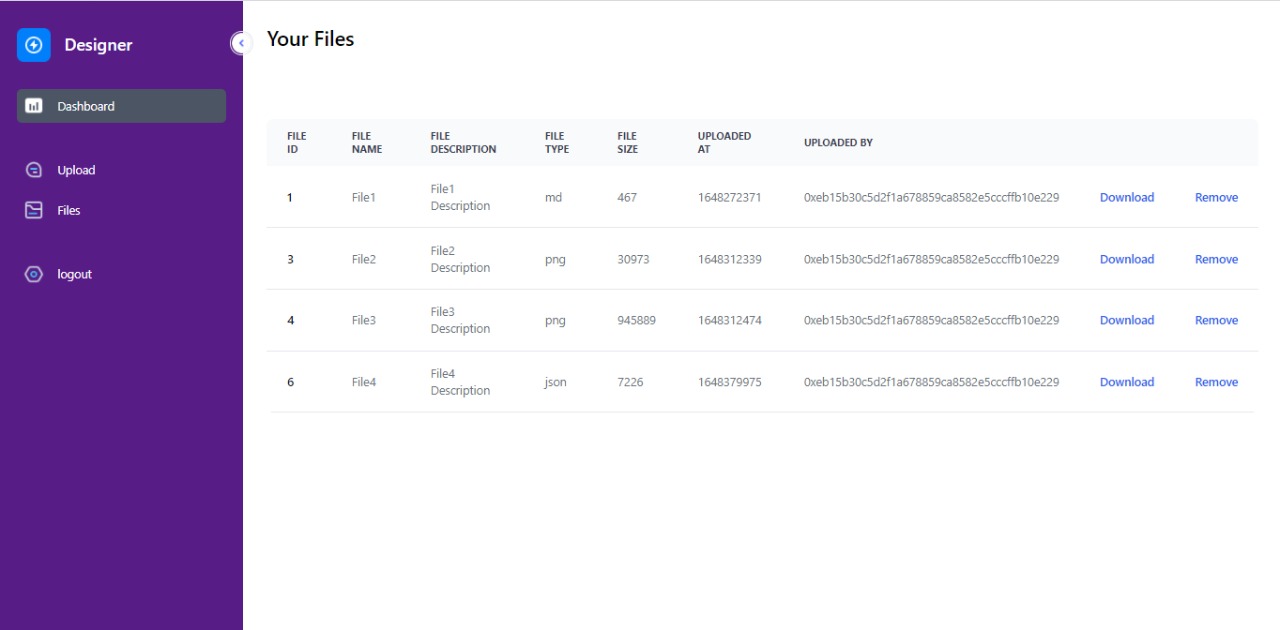 Designer
Dashboard
Upload
Files
logout
Your Files
FILE ID FILE NAME FILE DESCRIPTION FILE TYPE FILE SIZE UPLOADED AT UPLOADED BY
1 File1 File1 Description md 467 1648272371 0xeb15b30c5d2f1a678859ca8582e5cccffb10e229 Download Remove
3 File2 File2 Description png 30973 1648312339 0xeb15b30c5d2f1a678859ca8582e5cccffb10e229 Download Remove
4 File3 File3 Description png 945889 1648312474 0xeb15b30c5d2f1a678859ca8582e5cccffb10e229 Download Remove
6 File4 File4 Description json 7226 1648379975 0xeb15b30c5d2f1a678859ca8582e5cccffb10e229 Download Remove